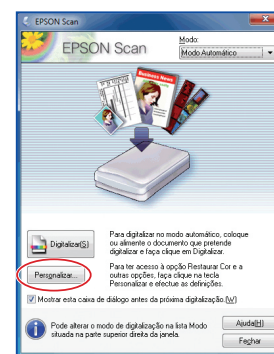 EPSON Scan
EPSON Scan
Modo:
Modo Automático
Business News
Digitalizar(S)
Para digitalizar no modo automático, coloque
ou alimente o documento que pretende
digitalizar e faça clique em Digitalizar.
Personalizar...
Para ter acesso à opção Restaurar Cor e a
outras opções, faça clique na tecla
Personalizar e efectue as definições.
Mostrar esta caixa de diálogo antes da próxima digitalização.(W)
Pode alterar o modo de digitalização na lista Modo
situada na parte superior direita da janela.
Ajuda(H)
Fechar